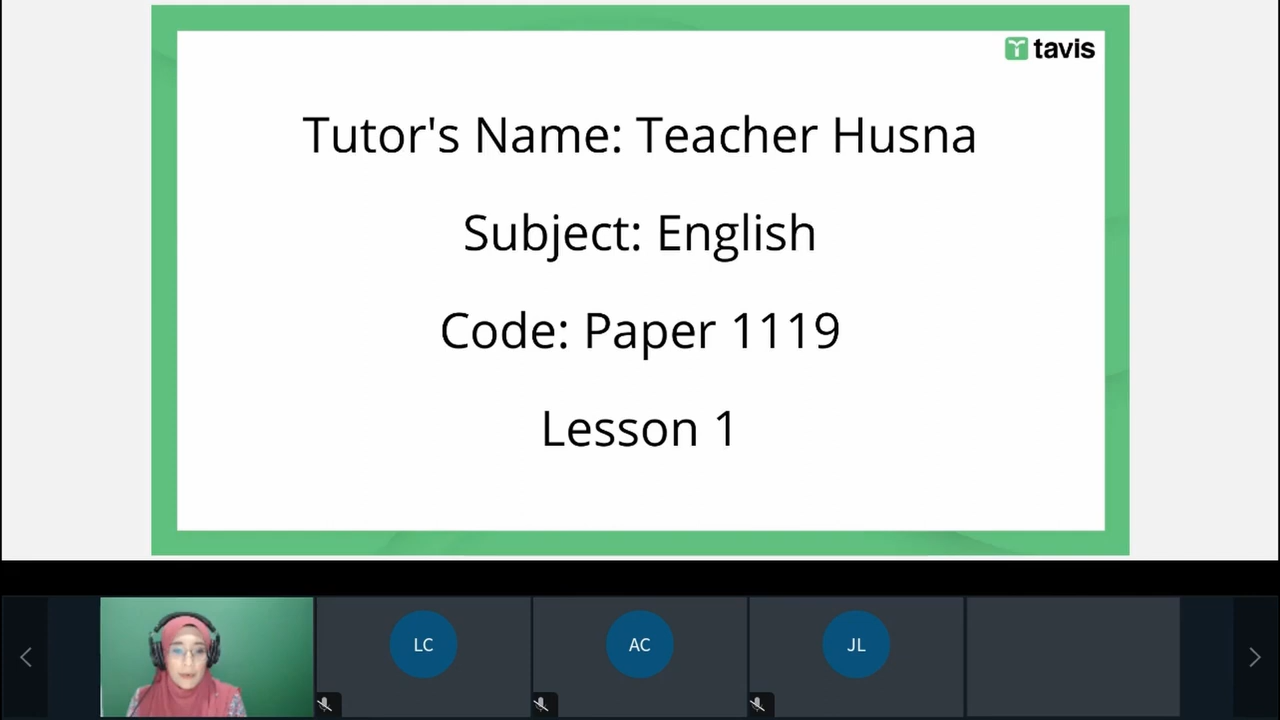 tavis
Tutor's Name: Teacher Husna
Subject: English
Code: Paper 1119
Lesson 1
LC
AC
JL